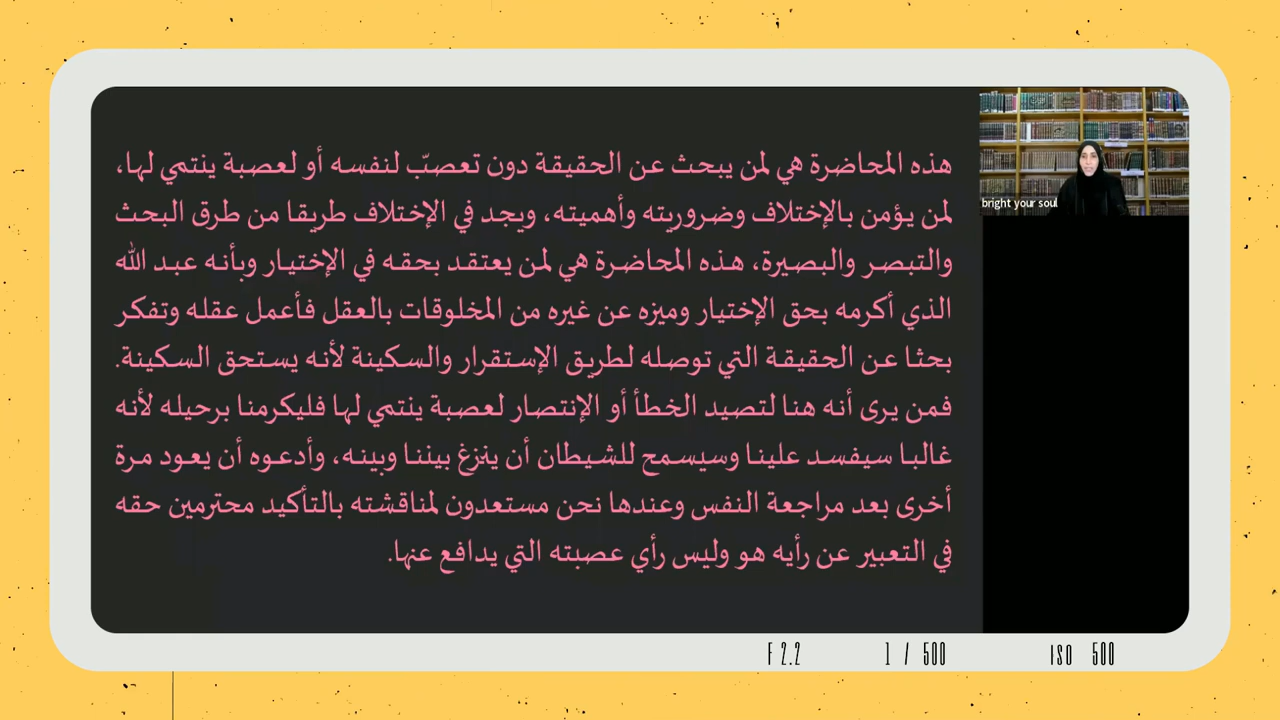 هذه المحاضرة هي لمن يبحث عن الحقيقة دون تعصبّ لنفسه أو لعصبة ينتمي لها،
لمن يؤمن بالإختلاف وضروريته وأهميته، ويجد في الإختلاف طريقا من طرق البحث
والتبصر والبصيرة، هذه المحاضرة هي لمن يعتقد بحقه في الإختيار وبأنه عبد الله
الذي أكرمه بحق الإختيار وميزه عن غيره من المخلوقات بالعقل فأعمل عقله وتفكر
بحثا عن الحقيقة التي توصله لطريق الإستقرار والسكينة لأنه يستحق السكينة.
فمن يرى أنه هنا لتصيد الخطأ أو الإنتصار لعصبة ينتمي لها فليكرمنا برحيله لأنه
غالبا سيفسد علينا وسيسمح للشيطان أن ينزغ بيننا وبينه، وأدعوه أن يعود مرة
أخرى بعد مراجعة النفس وعندها نحن مستعدون لمناقشته بالتأكيد محترمين حقه
في التعبير عن رأيه هو وليس رأي عصبته التي يدافع عنها.
bright your soul
F 2.2 1 / 500 ISO 500